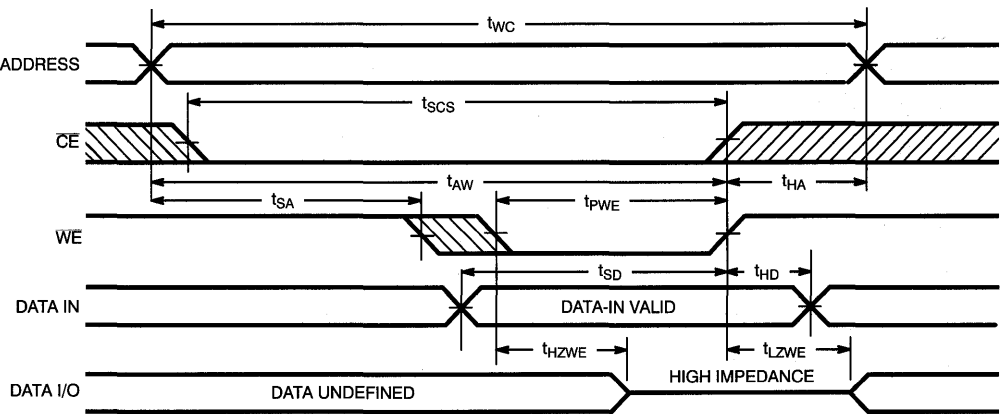 tWC
ADDRESS
tSCS
CE
tAW
tHA
tSA
tPWE
WE
tSD
tHD
DATA IN
DATA-IN VALID
tHZWE
tLZWE
HIGH IMPEDANCE
DATA I/O
DATA UNDEFINED